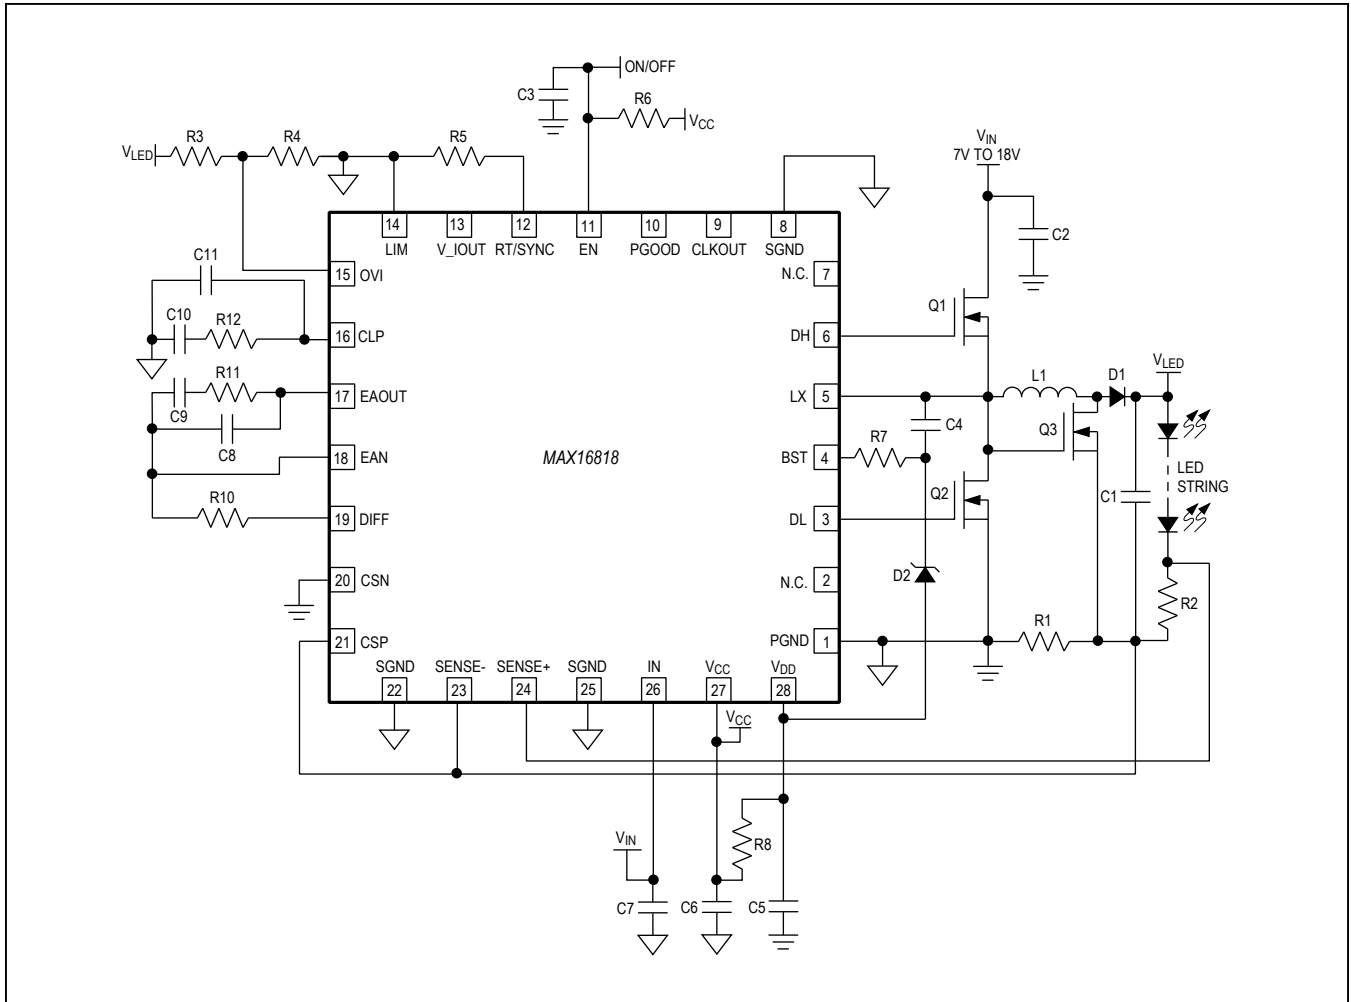 ON/OFF
C3
R6
VCC
VLED
R3
R4
R5
VIN
7V TO 18V
C2
14
13
12
11
10
9
8
LIM
V_IOUT
RT/SYNC
EN
PGOOD
CLKOUT
SGND
C11
15
OVI
N.C.
7
C10
R12
16
CLP
DH
6
Q1
R11
C9
17
EAOUT
C8
LX
5
L1
D1
VLED
C4
Q3
18
EAN
MAX16818
BST
4
R7
LED
STRING
R10
19
DIFF
DL
3
Q2
C1
20
CSN
N.C.
2
D2
R2
21
CSP
PGND
1
R1
SGND
SENSE-
SENSE+
SGND
IN
VCC
VDD
22
23
24
25
26
27
28
VCC
VIN
R8
C7
C6
C5